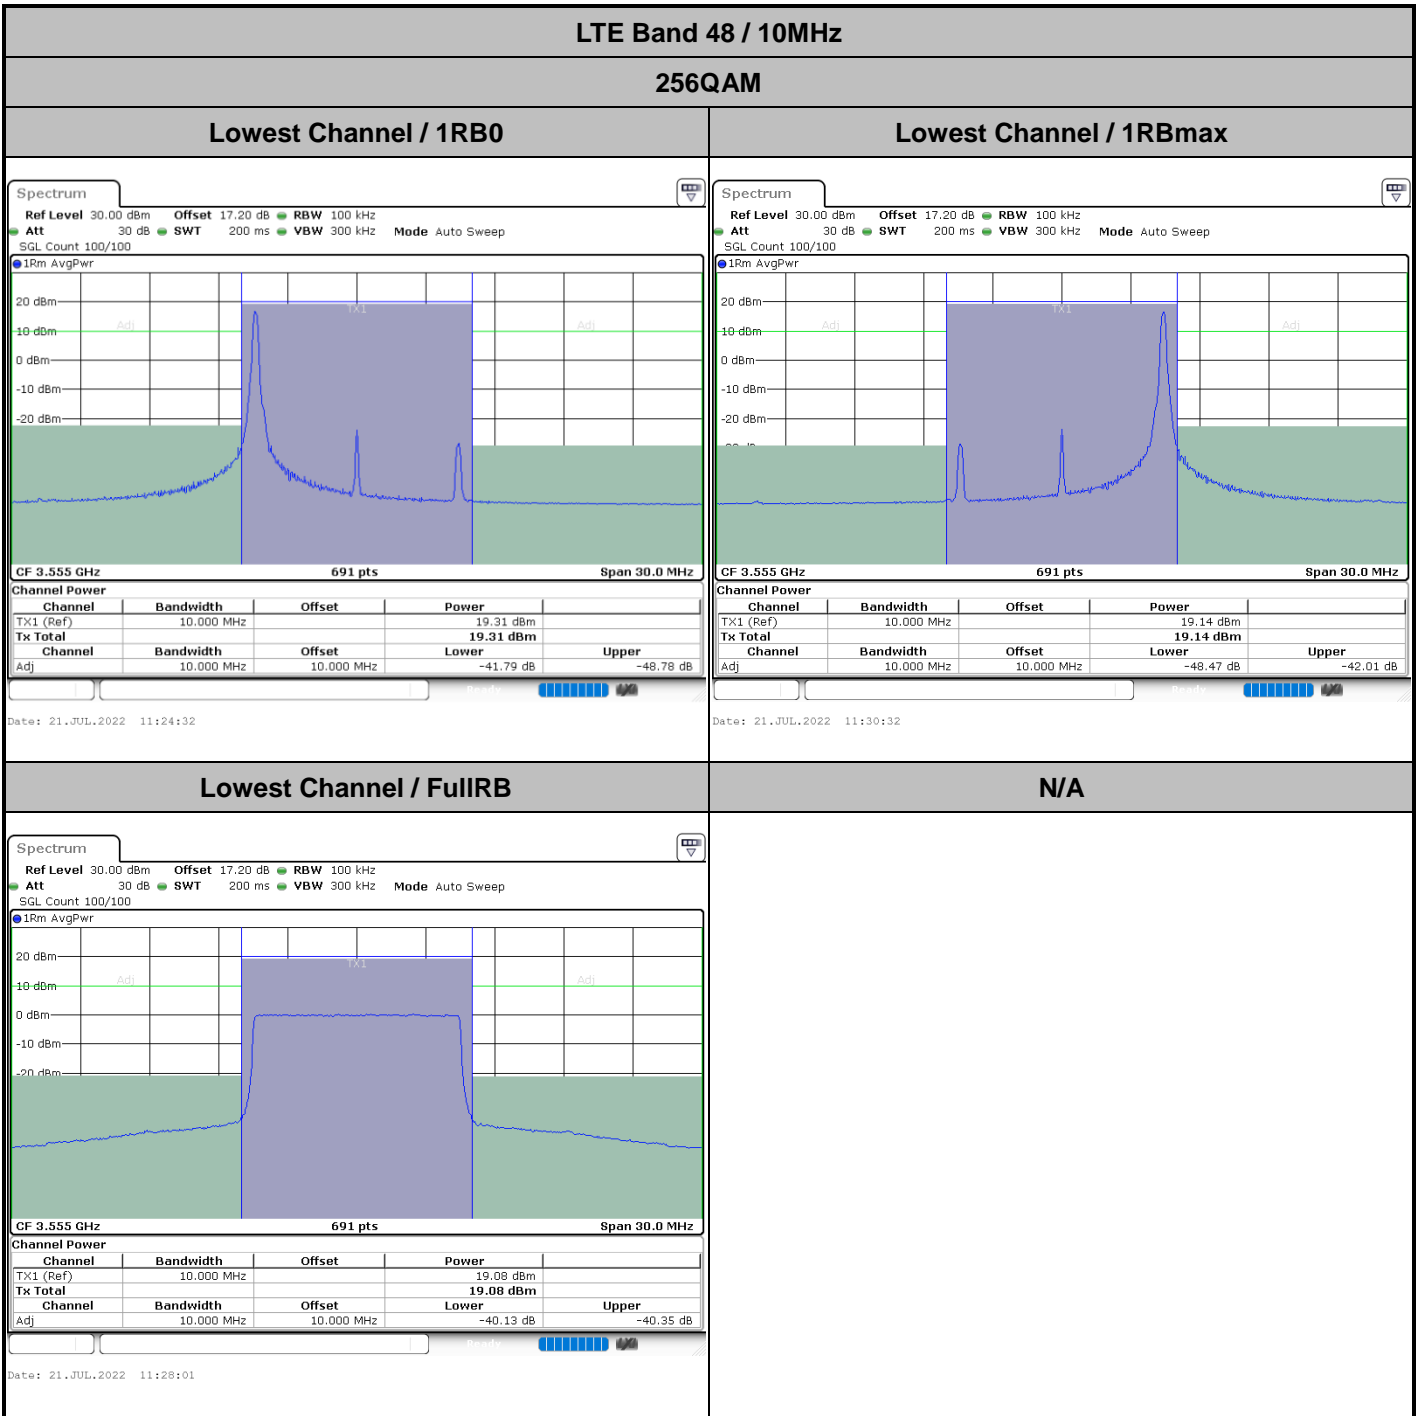 LTE Band 48 / 10MHz
256QAM
Lowest Channel / 1RB0
Lowest Channel / 1RBmax
Spectrum
Ref Level 30.00 dBm Offset 17.20 dB RBW 100 kHz
Att 30 dB SWT 200 ms VBW 300 kHz Mode Auto Sweep
SGL Count 100/100
1Rm AvgPwr
TX1
20 dBm
Adj
Adj
10 dBm
0 dBm
-10 dBm
-20 dBm
CF 3.555 GHz 691 pts Span 30.0 MHz
Channel Power
Channel Bandwidth Offset Power
TX1 (Ref) 10.000 MHz 19.31 dBm
Tx Total 19.31 dBm
Channel Bandwidth Offset Lower Upper
Adj 10.000 MHz 10.000 MHz -41.79 dB -48.78 dB
Ready
Date: 21.JUL.2022 11:24:32
Spectrum
Ref Level 30.00 dBm Offset 17.20 dB RBW 100 kHz
Att 30 dB SWT 200 ms VBW 300 kHz Mode Auto Sweep
SGL Count 100/100
1Rm AvgPwr
TX1
20 dBm
Adj
Adj
10 dBm
0 dBm
-10 dBm
-20 dBm
CF 3.555 GHz 691 pts Span 30.0 MHz
Channel Power
Channel Bandwidth Offset Power
TX1 (Ref) 10.000 MHz 19.14 dBm
Tx Total 19.14 dBm
Channel Bandwidth Offset Lower Upper
Adj 10.000 MHz 10.000 MHz -48.47 dB -42.01 dB
Ready
Date: 21.JUL.2022 11:30:32
Lowest Channel / FullRB
N/A
Spectrum
Ref Level 30.00 dBm Offset 17.20 dB RBW 100 kHz
Att 30 dB SWT 200 ms VBW 300 kHz Mode Auto Sweep
SGL Count 100/100
1Rm AvgPwr
20 dBm
TX1
Adj
Adj
10 dBm
0 dBm
-10 dBm
-20 dBm
CF 3.555 GHz 691 pts Span 30.0 MHz
Channel Power
Channel Bandwidth Offset Power
TX1 (Ref) 10.000 MHz 19.08 dBm
Tx Total 19.08 dBm
Channel Bandwidth Offset Lower Upper
Adj 10.000 MHz 10.000 MHz -40.13 dB -40.35 dB
Ready
Date: 21.JUL.2022 11:28:01